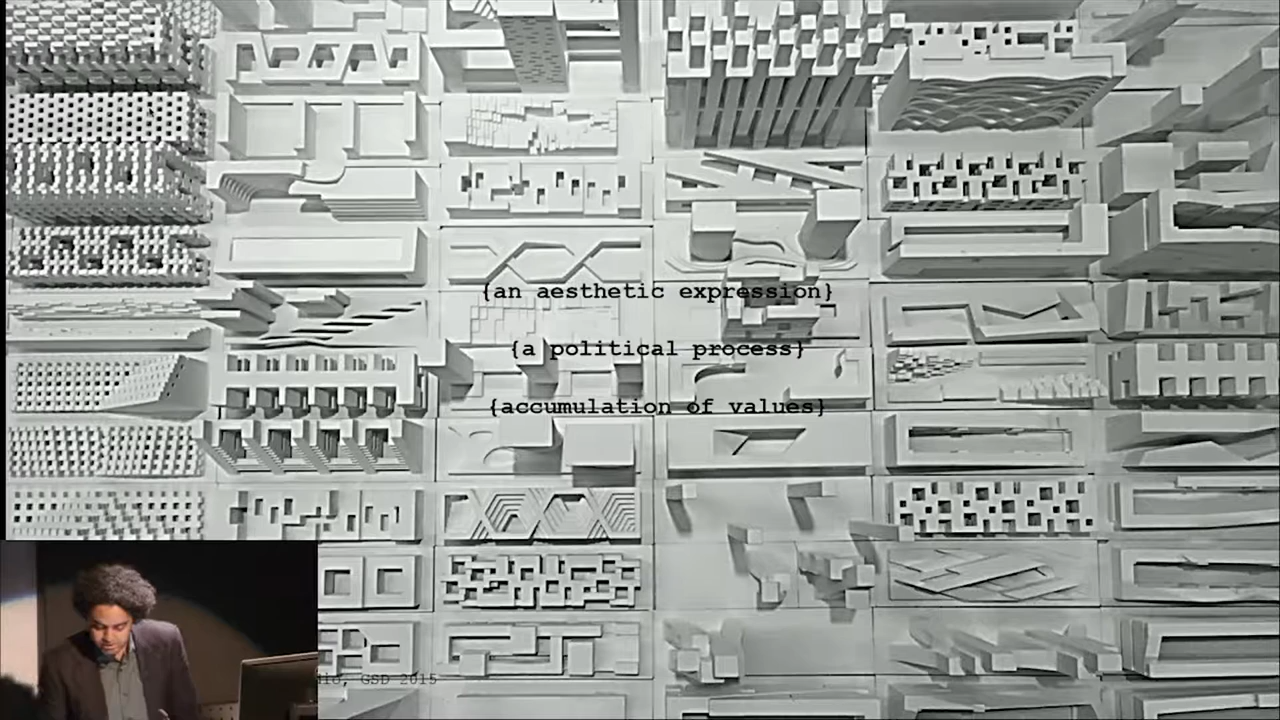 {an aesthetic expression}
{a political process}
{accumulation of values}
GSD 2015